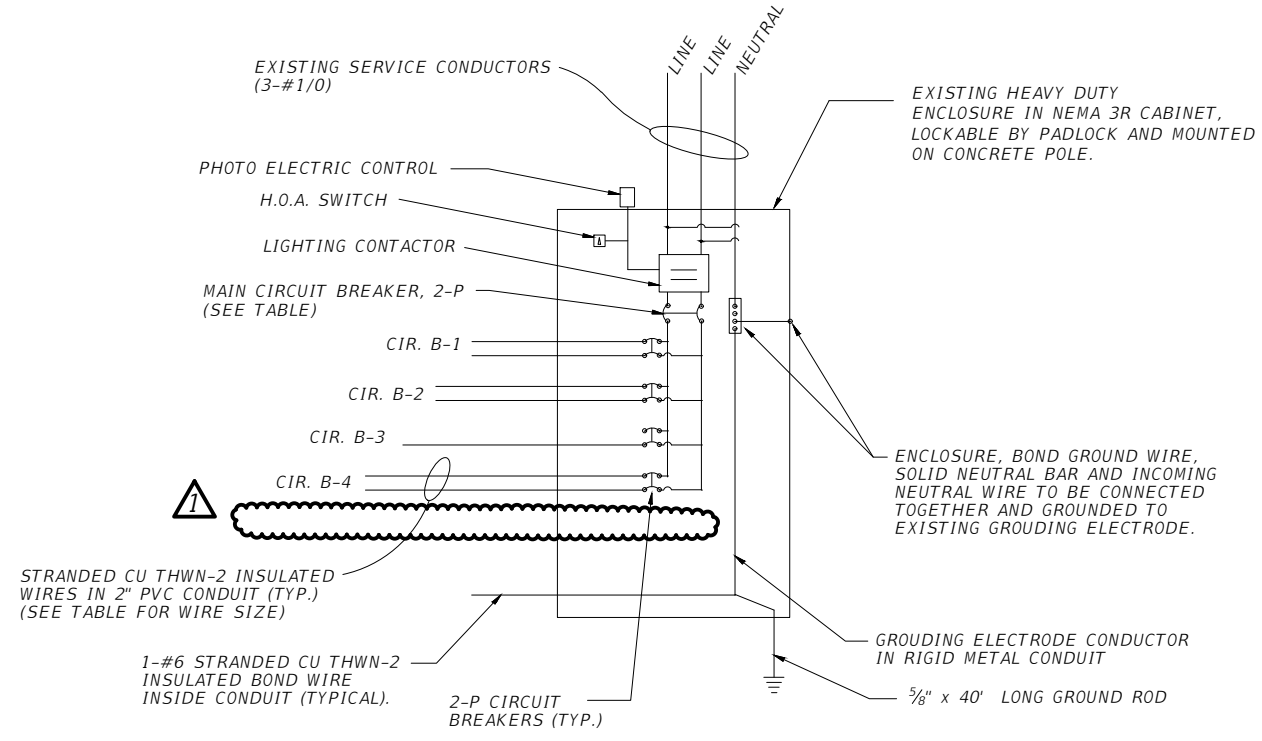 LINE
LINE
NEUTRAL
EXISTING SERVICE CONDUCTORS
(3-#1/0)
EXISTING HEAVY DUTY
ENCLOSURE IN NEMA 3R CABINET,
LOCKABLE BY PADLOCK AND MOUNTED
ON CONCRETE POLE.
PHOTO ELECTRIC CONTROL
H.O.A. SWITCH
LIGHTING CONTACTOR
MAIN CIRCUIT BREAKER, 2-P
(SEE TABLE)
CIR. B-1
CIR. B-2
CIR. B-3
CIR. B-4
1
ENCLOSURE, BOND GROUND WIRE,
SOLID NEUTRAL BAR AND INCOMING
NEUTRAL WIRE TO BE CONNECTED
TOGETHER AND GROUNDED TO
EXISTING GROUNDING ELECTRODE.
STRANDED CU THWN-2 INSULATED
WIRES IN 2" PVC CONDUIT (TYP.)
(SEE TABLE FOR WIRE SIZE)
1-#6 STRANDED CU THWN-2
INSULATED BOND WIRE
INSIDE CONDUIT (TYPICAL).
2-P CIRCUIT
BREAKERS (TYP.)
GROUNDING ELECTRODE CONDUCTOR
IN RIGID METAL CONDUIT
⅝" x 40' LONG GROUND ROD